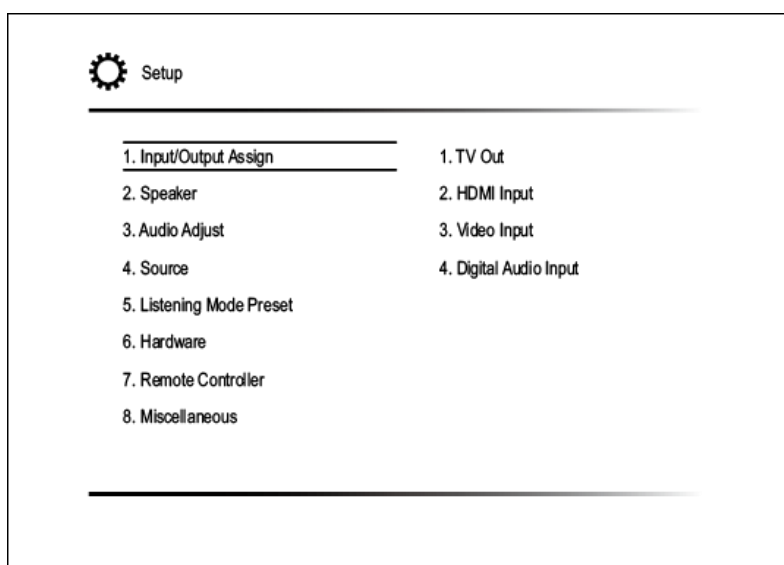 Setup
1. Input/Output Assign
2. Speaker
3. Audio Adjust
4. Source
5. Listening Mode Preset
6. Hardware
7. Remote Controller
8. Miscellaneous
1. TV Out
2. HDMI Input
3. Video Input
4. Digital Audio Input